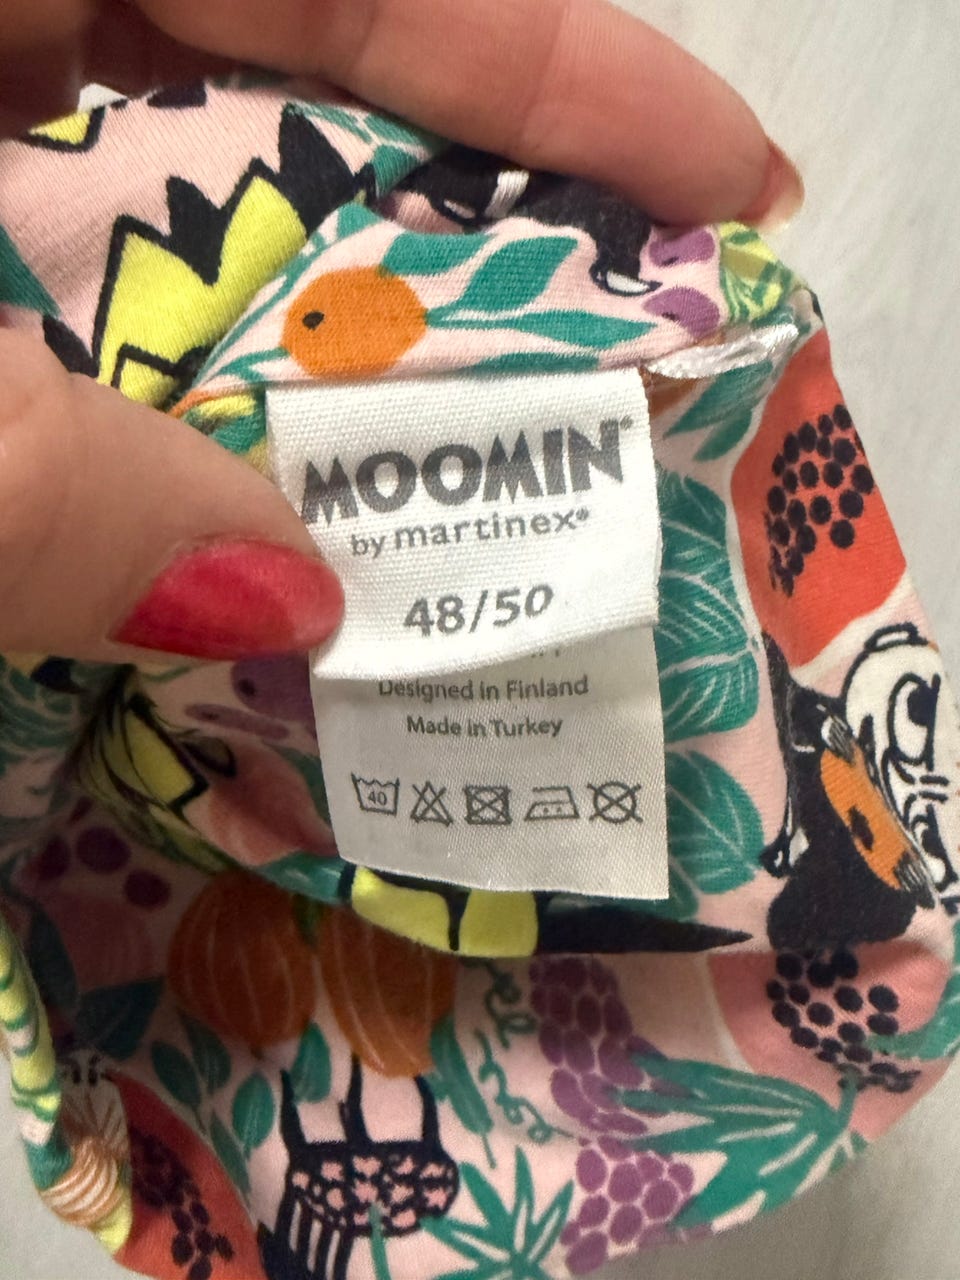 MOOMIN®
by martinex®
48/50
Designed in Finland
Made in Turkey
40